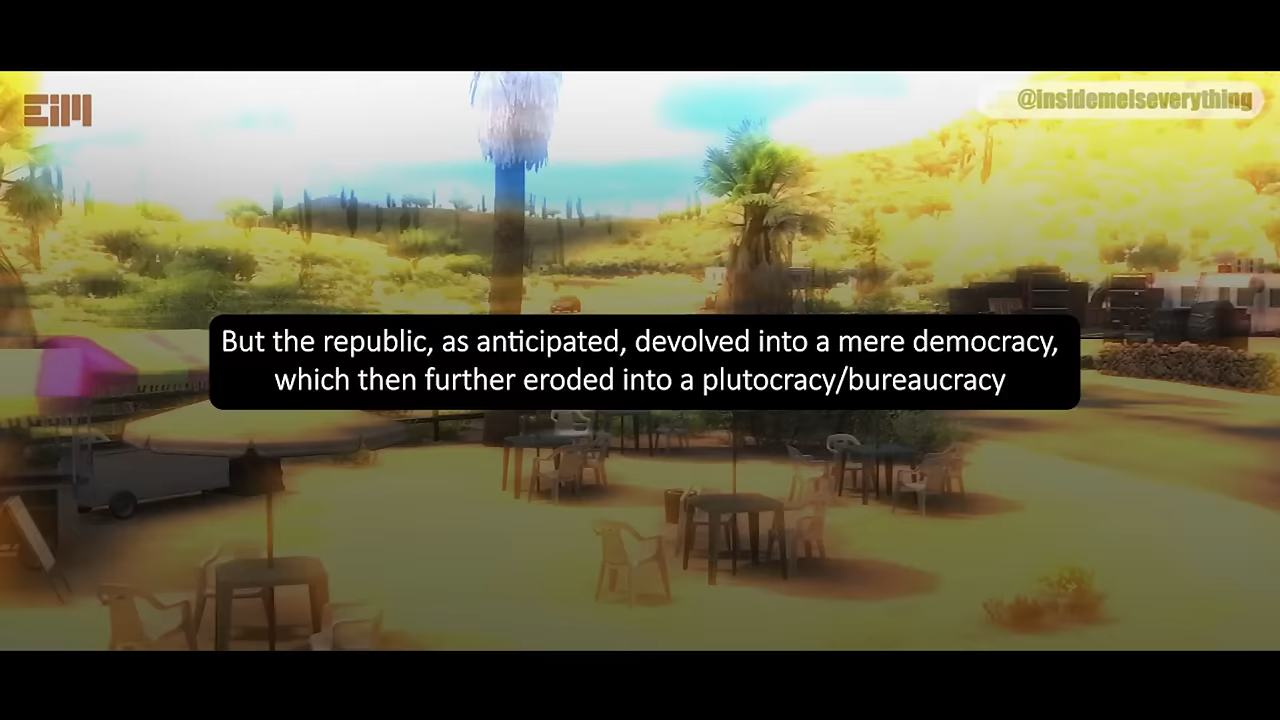 EiM
@insidemeiseverything
But the republic, as anticipated, devolved into a mere democracy,
which then further eroded into a plutocracy/bureaucracy